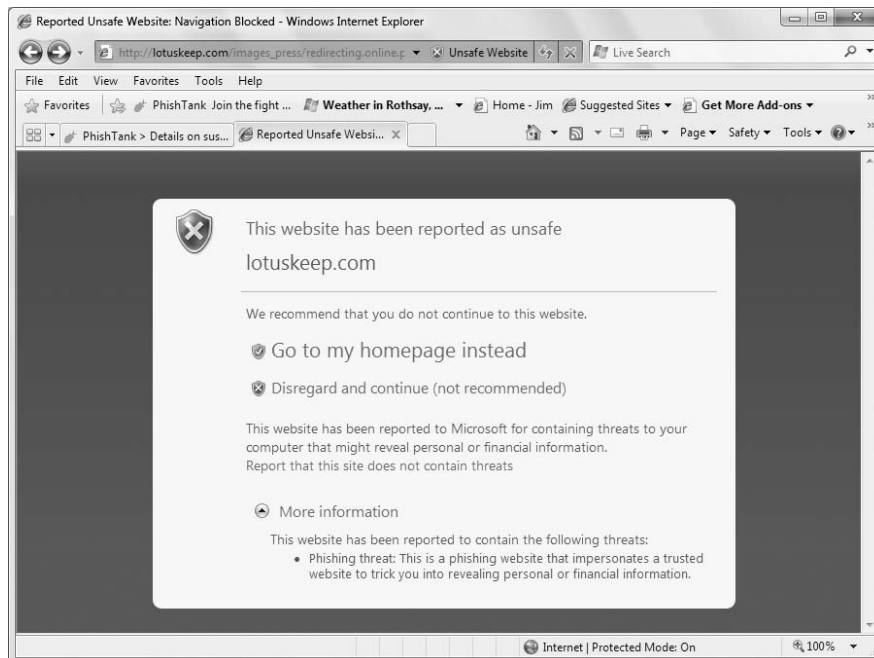 Reported Unsafe Website: Navigation Blocked - Windows Internet Explorer
http://lotuskeep.com/images_press/redirecting.online.p Unsafe Website Live Search
File Edit View Favorites Tools Help
Favorites PhishTank Join the fight ... Weather in Rothsay, ... Home - Jim Suggested Sites Get More Add-ons
PhishTank > Details on sus... Reported Unsafe Websi... Page Safety Tools
This website has been reported as unsafe
lotuskeep.com
We recommend that you do not continue to this website.
Go to my homepage instead
Disregard and continue (not recommended)
This website has been reported to Microsoft for containing threats to your
computer that might reveal personal or financial information.
Report that this site does not contain threats
More information
This website has been reported to contain the following threats:
• Phishing threat: This is a phishing website that impersonates a trusted
website to trick you into revealing personal or financial information.
Internet | Protected Mode: On 100%